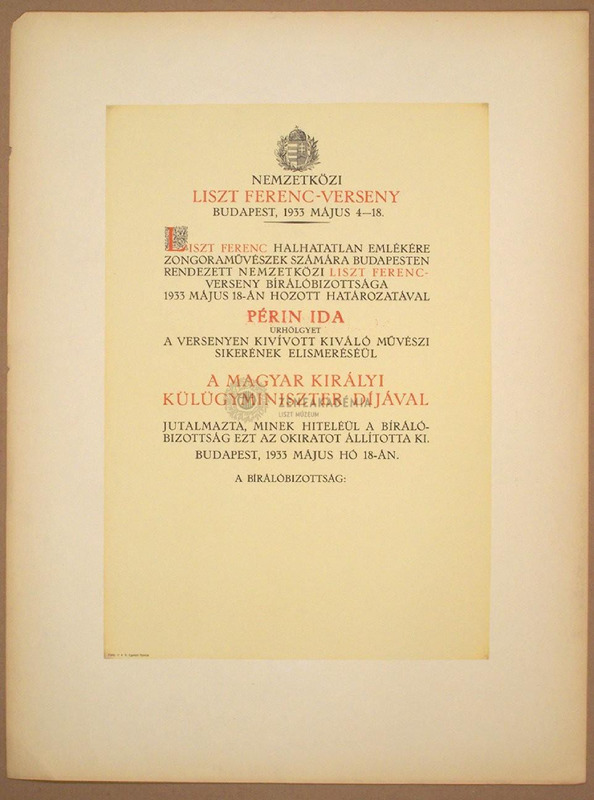 NEMZETKÖZI
LISZT FERENC-VERSENY
BUDAPEST, 1933 MÁJUS 4—18.
LISZT FERENC HALHATATLAN EMLÉKÉRE
ZONGORAMŰVÉSZEK SZÁMÁRA BUDAPESTEN
RENDEZETT NEMZETKÖZI LISZT FERENC-
VERSENY BÍRÁLÓBIZOTTSÁGA
1933 MÁJUS 18-ÁN HOZOTT HATÁROZATÁVAL
PÉRIN IDA
ÚRHÖLGYET
A VERSENYEN KIVÍVOTT KIVÁLÓ MŰVÉSZI
SIKERÉNEK ELISMERÉSÉÜL
A MAGYAR KIRÁLYI
KÜLÜGYMINISZTER DÍJÁVAL
ZENEAKADÉMIA
LISZT MÚZEUM
JUTALMAZTA, MINEK HITELÉÜL A BÍRÁLÓ-
BIZOTTSÁG EZT AZ OKIRATOT ÁLLÍTOTTA KI.
BUDAPEST, 1933 MÁJUS HÓ 18-ÁN.
A BÍRÁLÓBIZOTTSÁG: